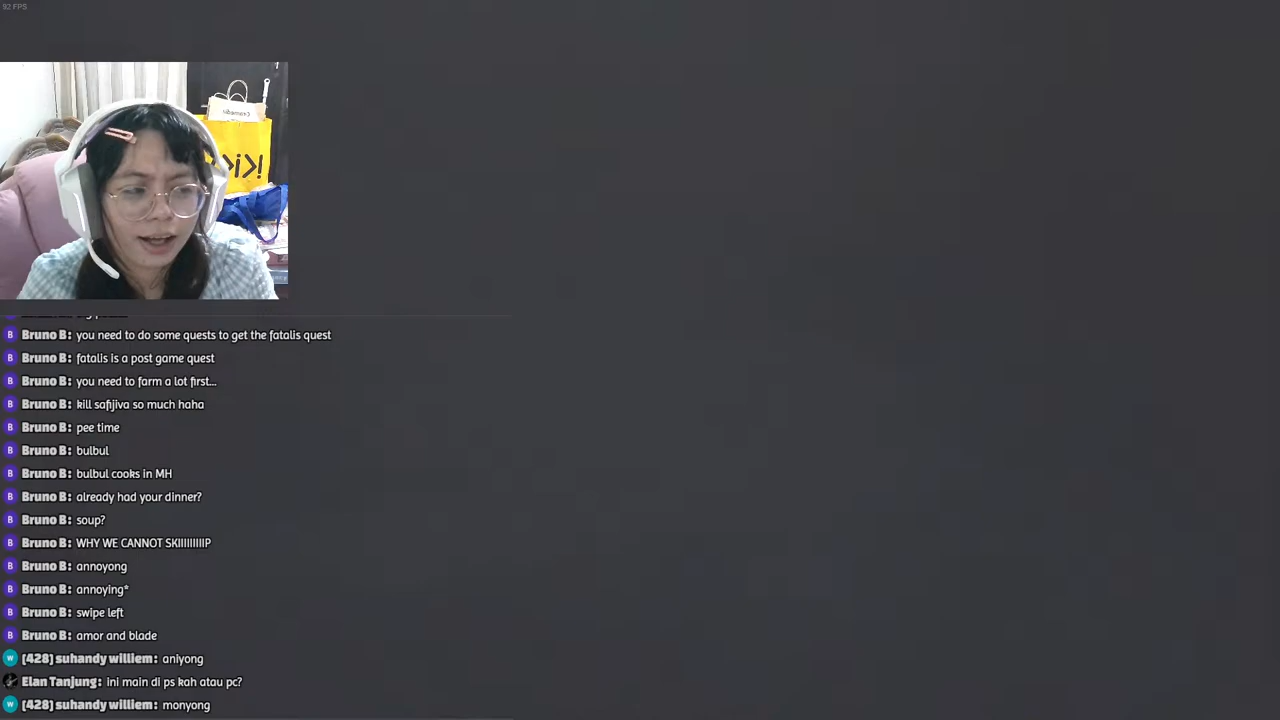 92 FPS
Bruno B: you need to do some quests to get the fatalis quest
Bruno B: fatalis is a post game quest
Bruno B: you need to farm a lot first...
Bruno B: kill safijiva so much haha
Bruno B: pee time
Bruno B: bulbul
Bruno B: bulbul cooks in MH
Bruno B: already had your dinner?
Bruno B: soup?
Bruno B: WHY WE CANNOT SKIIIIIIIIIP
Bruno B: annoyong
Bruno B: annoying*
Bruno B: swipe left
Bruno B: amor and blade
[428] suhandy williem: aniyong
Elan Tanjung: ini main di ps kah atau pc?
[428] suhandy williem: monyong